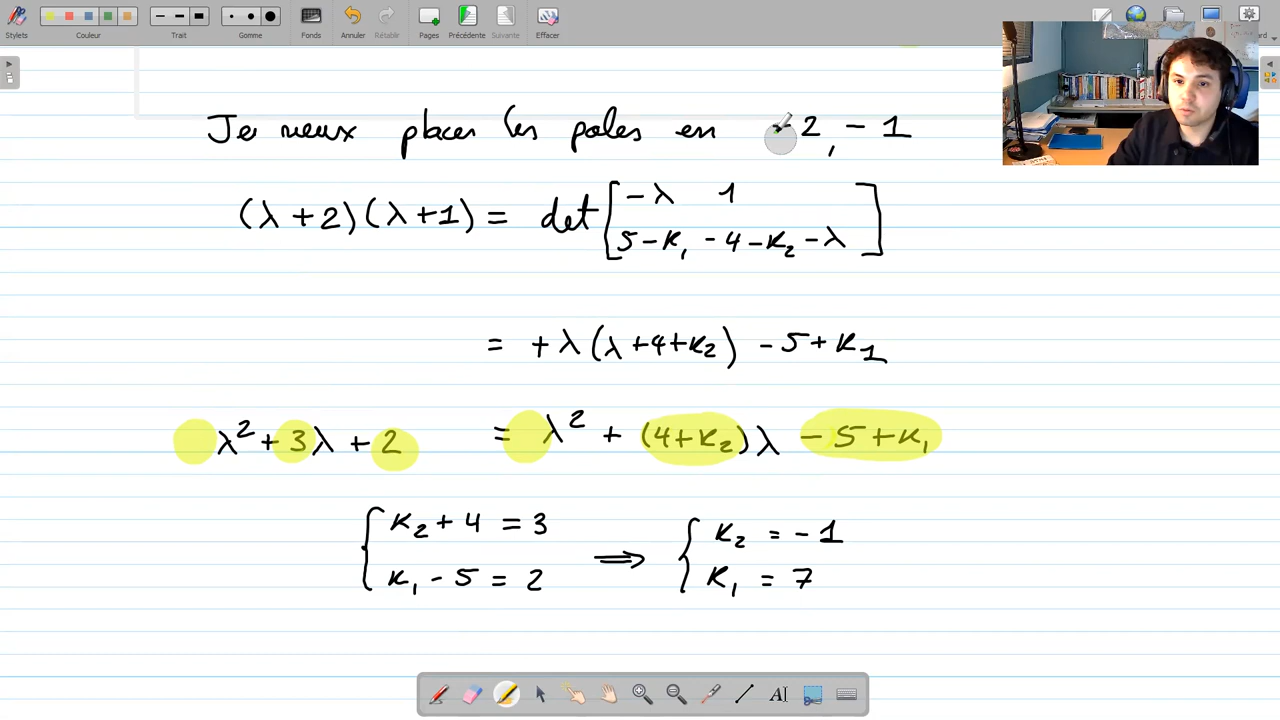 Stylets Couleur Trait Gomme Fonds Annuler Rétablir Pages Précédente Suivante Effacer
Je veux placer les poles en -2, -1
(λ+2)(λ+1) = det [ -λ 1
5-K₁ -4-K₂-λ ]
= +λ(λ+4+K₂) -5+K₁
λ²+3λ+2 = λ² + (4+K₂)λ -5+K₁
{ K₂+4 = 3 ⟹ { K₂ = -1
K₁-5 = 2 K₁ = 7
A